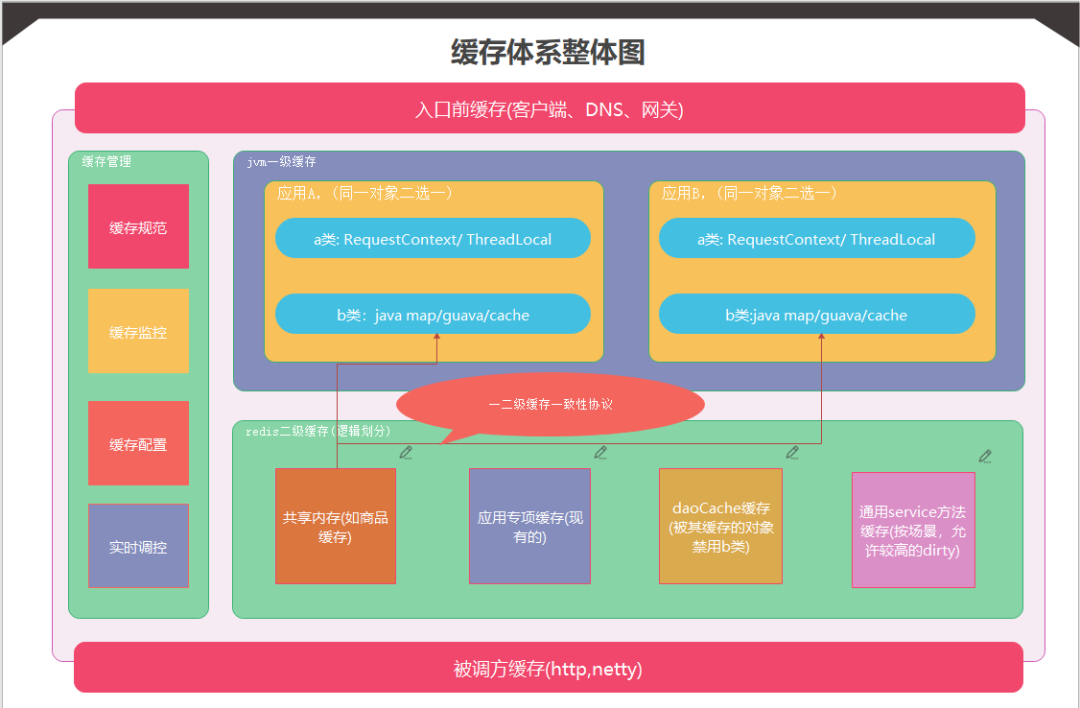 缓存体系整体图
入口前缓存(客户端、DNS、网关)
缓存管理
缓存规范
缓存监控
缓存配置
实时调控
jvm一级缓存
应用A,（同一对象二选一）
a类: RequestContext/ ThreadLocal
b类：java map/guava/cache
应用B,（同一对象二选一）
a类: RequestContext/ ThreadLocal
b类:java map/guava/cache
一二级缓存一致性协议
redis二级缓存(逻辑划分)
共享内存(如商品
缓存)
应用专项缓存(现
有的)
daoCache缓存
(被其缓存的对象
禁用b类)
通用service方法
缓存(按场景，允
许较高的dirty)
被调方缓存(http,netty)